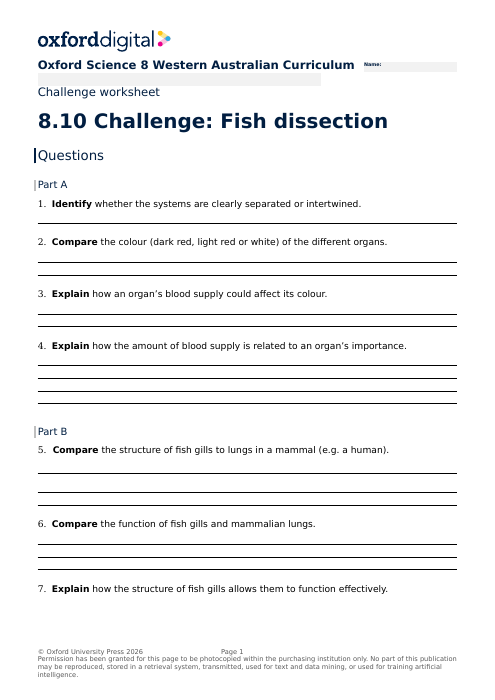 oxforddigital
Oxford Science 8 Western Australian Curriculum Name:
Challenge worksheet
8.10 Challenge: Fish dissection
Questions
Part A
1. Identify whether the systems are clearly separated or intertwined.
2. Compare the colour (dark red, light red or white) of the different organs.
3. Explain how an organ’s blood supply could affect its colour.
4. Explain how the amount of blood supply is related to an organ’s importance.
Part B
5. Compare the structure of fish gills to lungs in a mammal (e.g. a human).
6. Compare the function of fish gills and mammalian lungs.
7. Explain how the structure of fish gills allows them to function effectively.
© Oxford University Press 2026 Page 1
Permission has been granted for this page to be photocopied within the purchasing institution only. No part of this publication
may be reproduced, stored in a retrieval system, transmitted, used for text and data mining, or used for training artificial
intelligence.